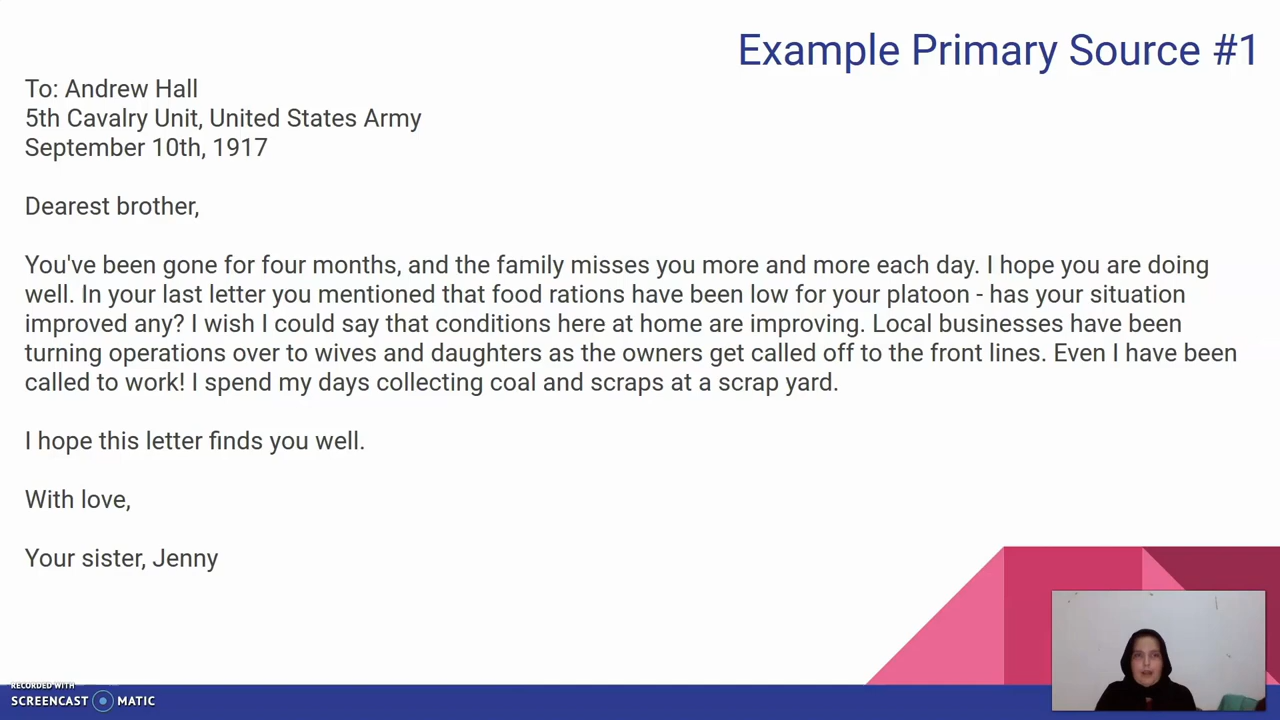 Example Primary Source #1
To: Andrew Hall
5th Cavalry Unit, United States Army
September 10th, 1917
Dearest brother,
You've been gone for four months, and the family misses you more and more each day. I hope you are doing
well. In your last letter you mentioned that food rations have been low for your platoon - has your situation
improved any? I wish I could say that conditions here at home are improving. Local businesses have been
turning operations over to wives and daughters as the owners get called off to the front lines. Even I have been
called to work! I spend my days collecting coal and scraps at a scrap yard.
I hope this letter finds you well.
With love,
Your sister, Jenny
RECORDED WITH
SCREENCAST MATIC